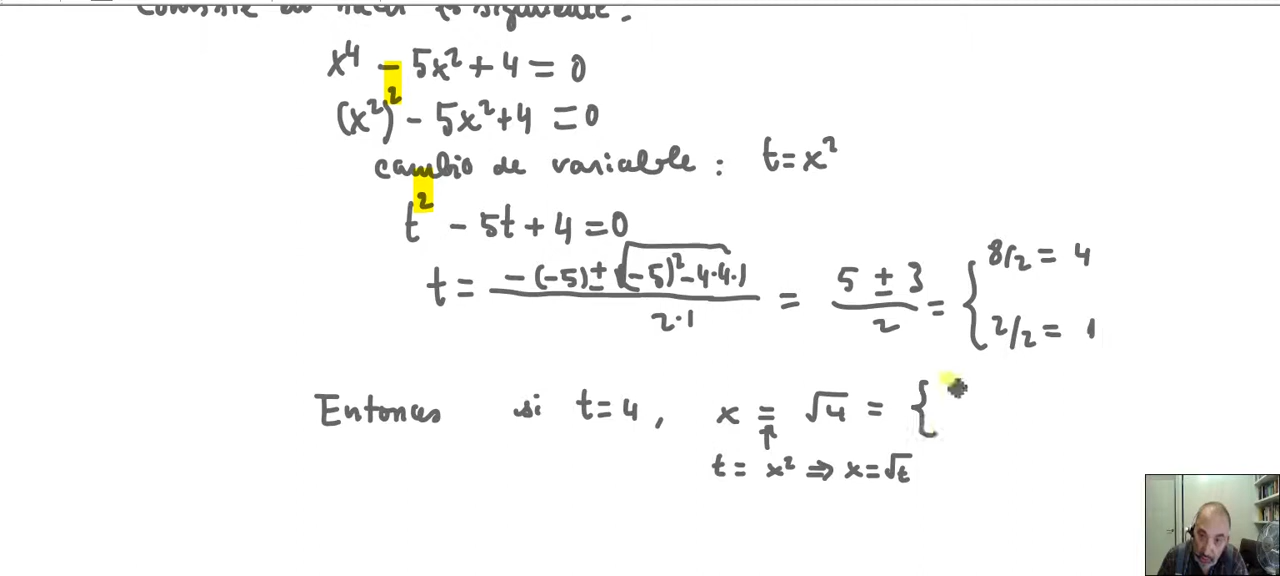 x⁴ - 5x² + 4 = 0
(x²)² - 5x² + 4 = 0
cambio de variable : t = x²
t² - 5t + 4 = 0
t = (-(-5) ± √((-5)² - 4·4·1)) / (2·1) = (5 ± 3) / 2 = { 8/2 = 4
2/2 = 1
Entonces si t = 4 , x = √4 = {
↑
t = x² ⇒ x = √t